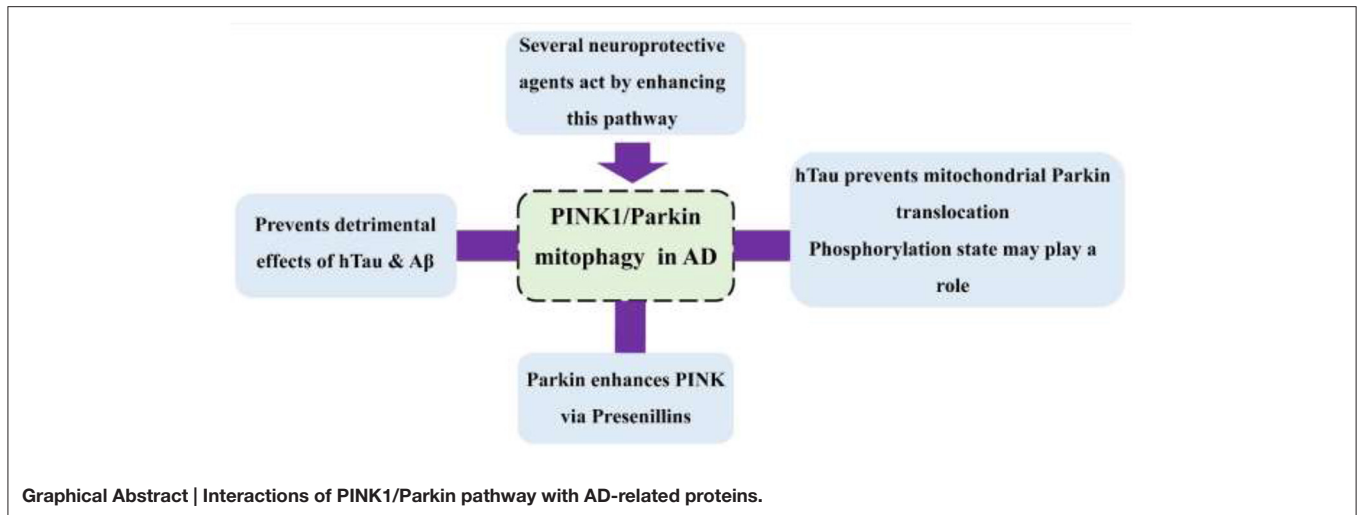 Several neuroprotective
agents act by enhancing
this pathway
Prevents detrimental
effects of hTau & Aβ
PINK1/Parkin
mitophagy in AD
hTau prevents mitochondrial Parkin
translocation
Phosphorylation state may play a
role
Parkin enhances PINK
via Presenillins
Graphical Abstract | Interactions of PINK1/Parkin pathway with AD-related proteins.